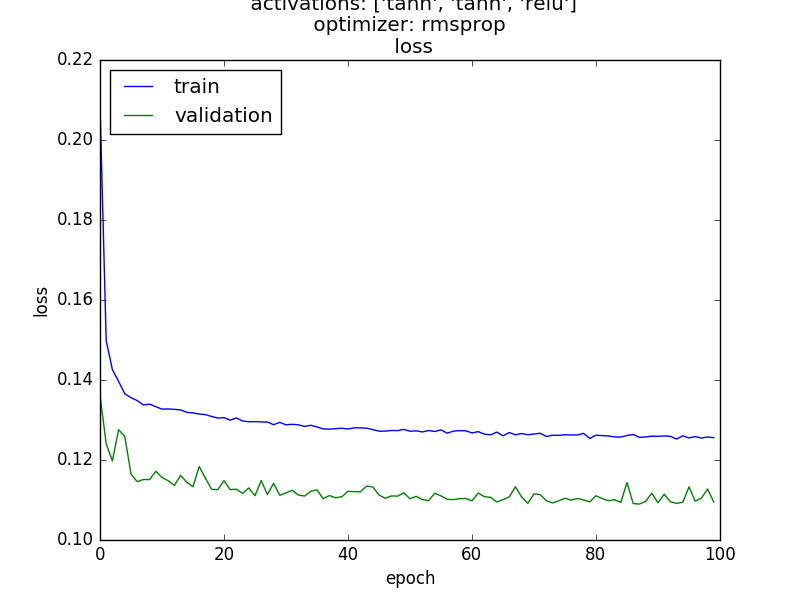 activations: ['tanh', 'tanh', 'relu']
optimizer: rmsprop
loss
0.22
0.20
0.18
0.16
0.14
0.12
0.10
loss
train
validation
0
20
40
60
80
100
epoch